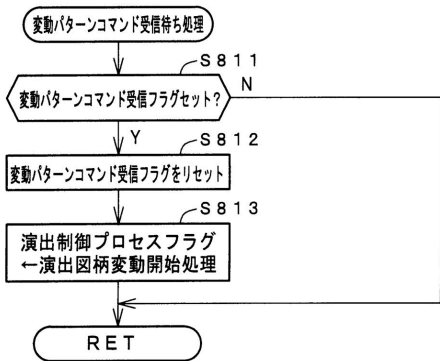 変動パターンコマンド受信待ち処理
S811
変動パターンコマンド受信フラグセット?
N
Y
S812
変動パターンコマンド受信フラグをリセット
S813
演出制御プロセスフラグ
←演出図柄変動開始処理
RET